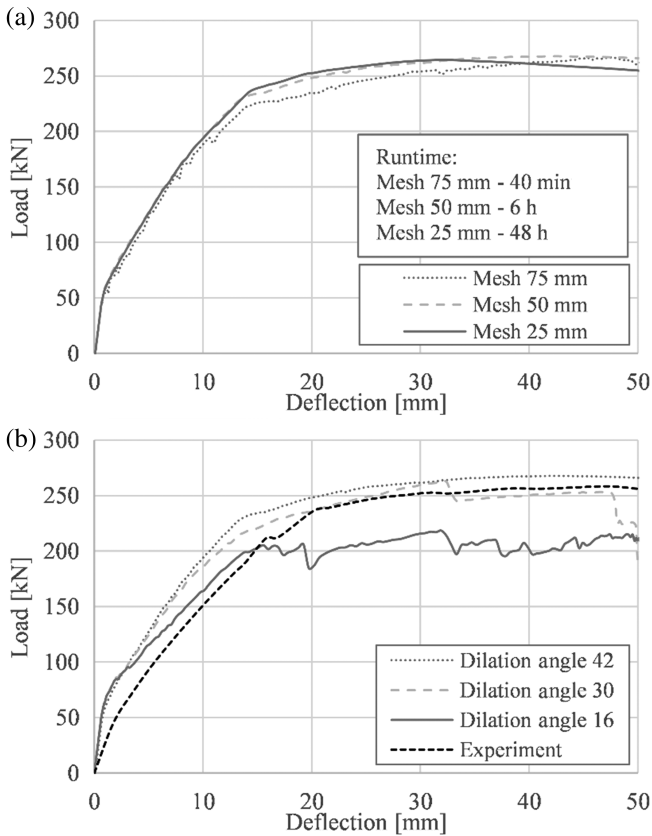 (a)
300
250
200
150
100
50
0
Load [kN]
Runtime:
Mesh 75 mm - 40 min
Mesh 50 mm - 6 h
Mesh 25 mm - 48 h
Mesh 75 mm
Mesh 50 mm
Mesh 25 mm
0 10 20 30 40 50
Deflection [mm]
(b)
300
250
200
150
100
50
0
Load [kN]
Dilation angle 42
Dilation angle 30
Dilation angle 16
Experiment
0 10 20 30 40 50
Deflection [mm]